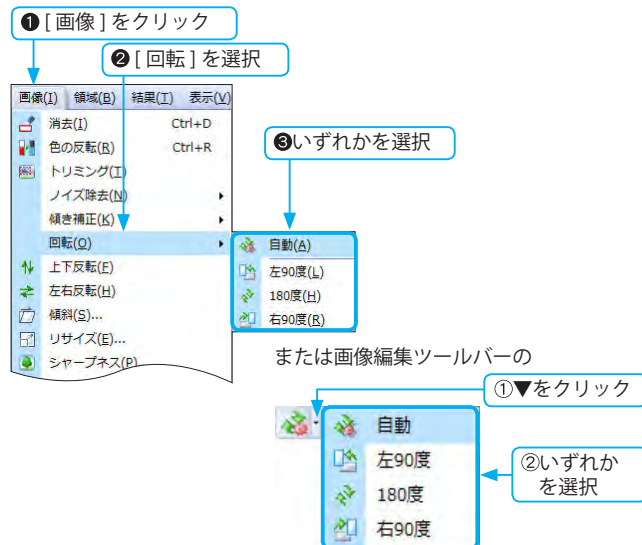 ❶[画像]をクリック
❷[回転]を選択
画像(I) 領域(B) 結果(T) 表示(V)
消去(I) Ctrl+D
色の反転(R) Ctrl+R
トリミング(T)
ノイズ除去(N)
傾き補正(K)
回転(O)
上下反転(F)
左右反転(H)
傾斜(S)...
リサイズ(E)...
シャープネス(P)
❸いずれかを選択
自動(A)
左90度(L)
180度(H)
右90度(R)
または画像編集ツールバーの
①▼をクリック
自動
左90度
180度
右90度
②いずれか
を選択